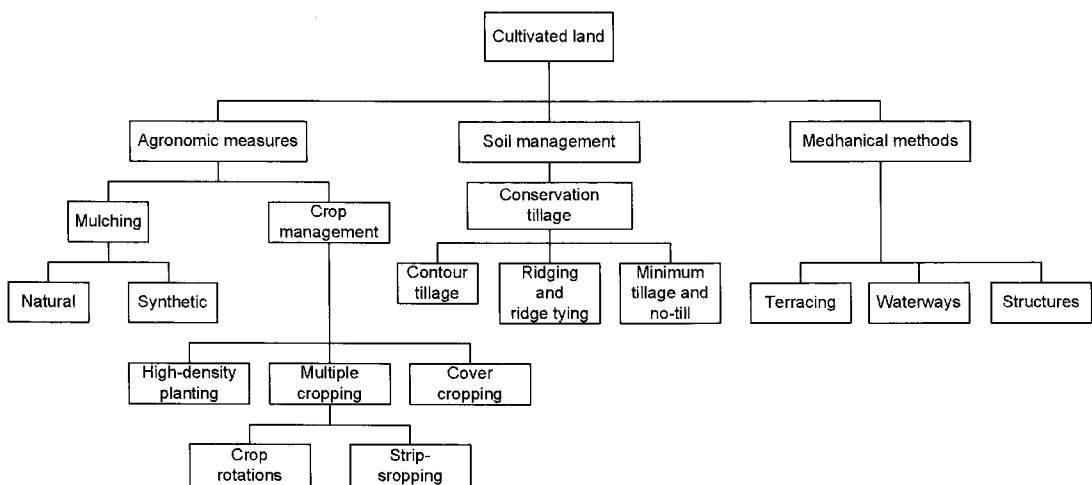 Cultivated land
Agronomic measures
Soil management
Medhanical methods
Mulching
Crop
management
Conservation
tillage
Natural
Synthetic
Contour
tillage
Ridging
and
ridge tying
Minimum
tillage and
no-till
Terracing
Waterways
Structures
High-density
planting
Multiple
cropping
Cover
cropping
Crop
rotations
Strip-
sropping